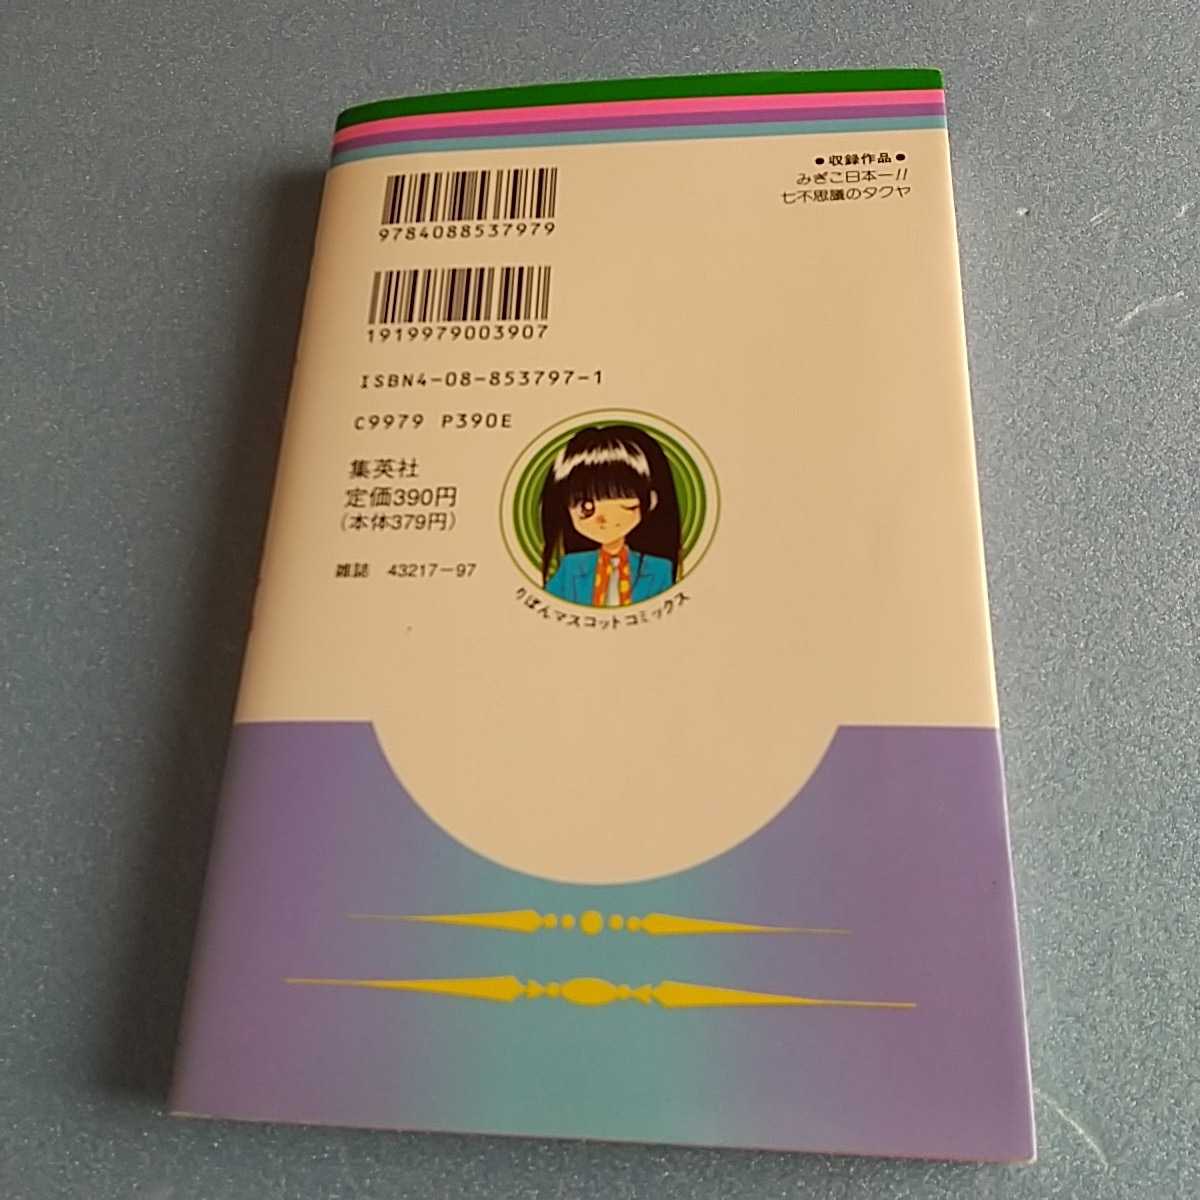 ●収録作品●
みぎこ日本一!!
七不思議のタクヤ
9784088537979
1919979003907
ISBN4-08-853797-1
C9979 P390E
集英社
定価390円
(本体379円)
雑誌 43217-97
りぼんマスコットコミックス